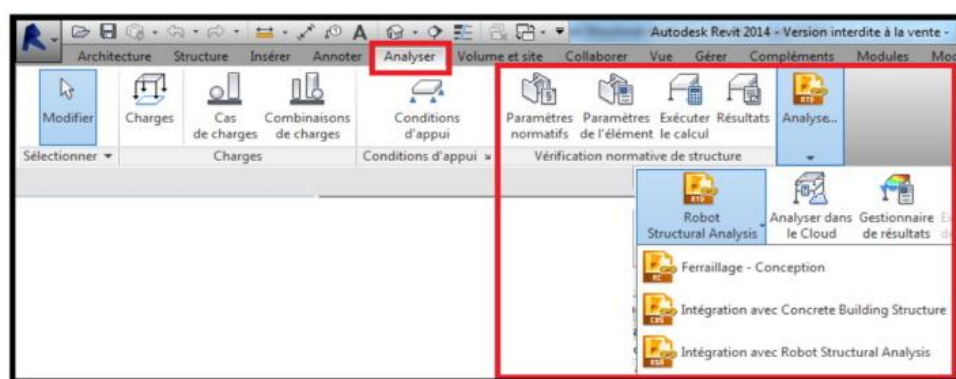 Autodesk Revit 2014 - Version interdite à la vente -
Architecture Structure Insérer Annoter Analyser Volume et site Collaborer Vue Gérer Compléments Modules
Modifier Charges Cas de charges Combinaisons de charges Conditions d'appui Paramètres normatifs Paramètres de l'élément Exécuter le calcul Résultats Analyse...
Sélectionner Charges Conditions d'appui Vérification normative de structure
Robot Structural Analysis Analyser dans le Cloud Gestionnaire de résultats
Ferraillage - Conception
Intégration avec Concrete Building Structure
Intégration avec Robot Structural Analysis